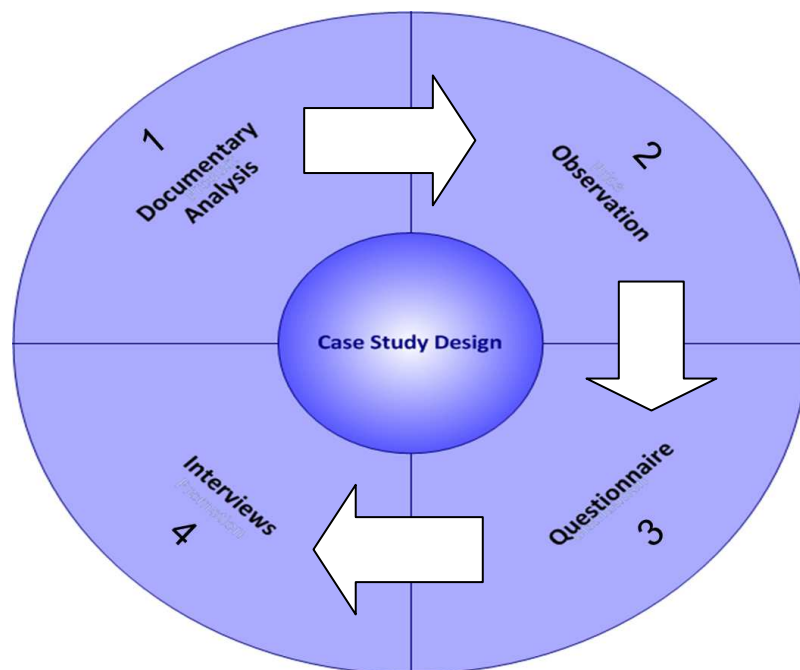 1
Documentary
Analysis
2
Observation
Case Study Design
Interviews
4
Questionnaire
3